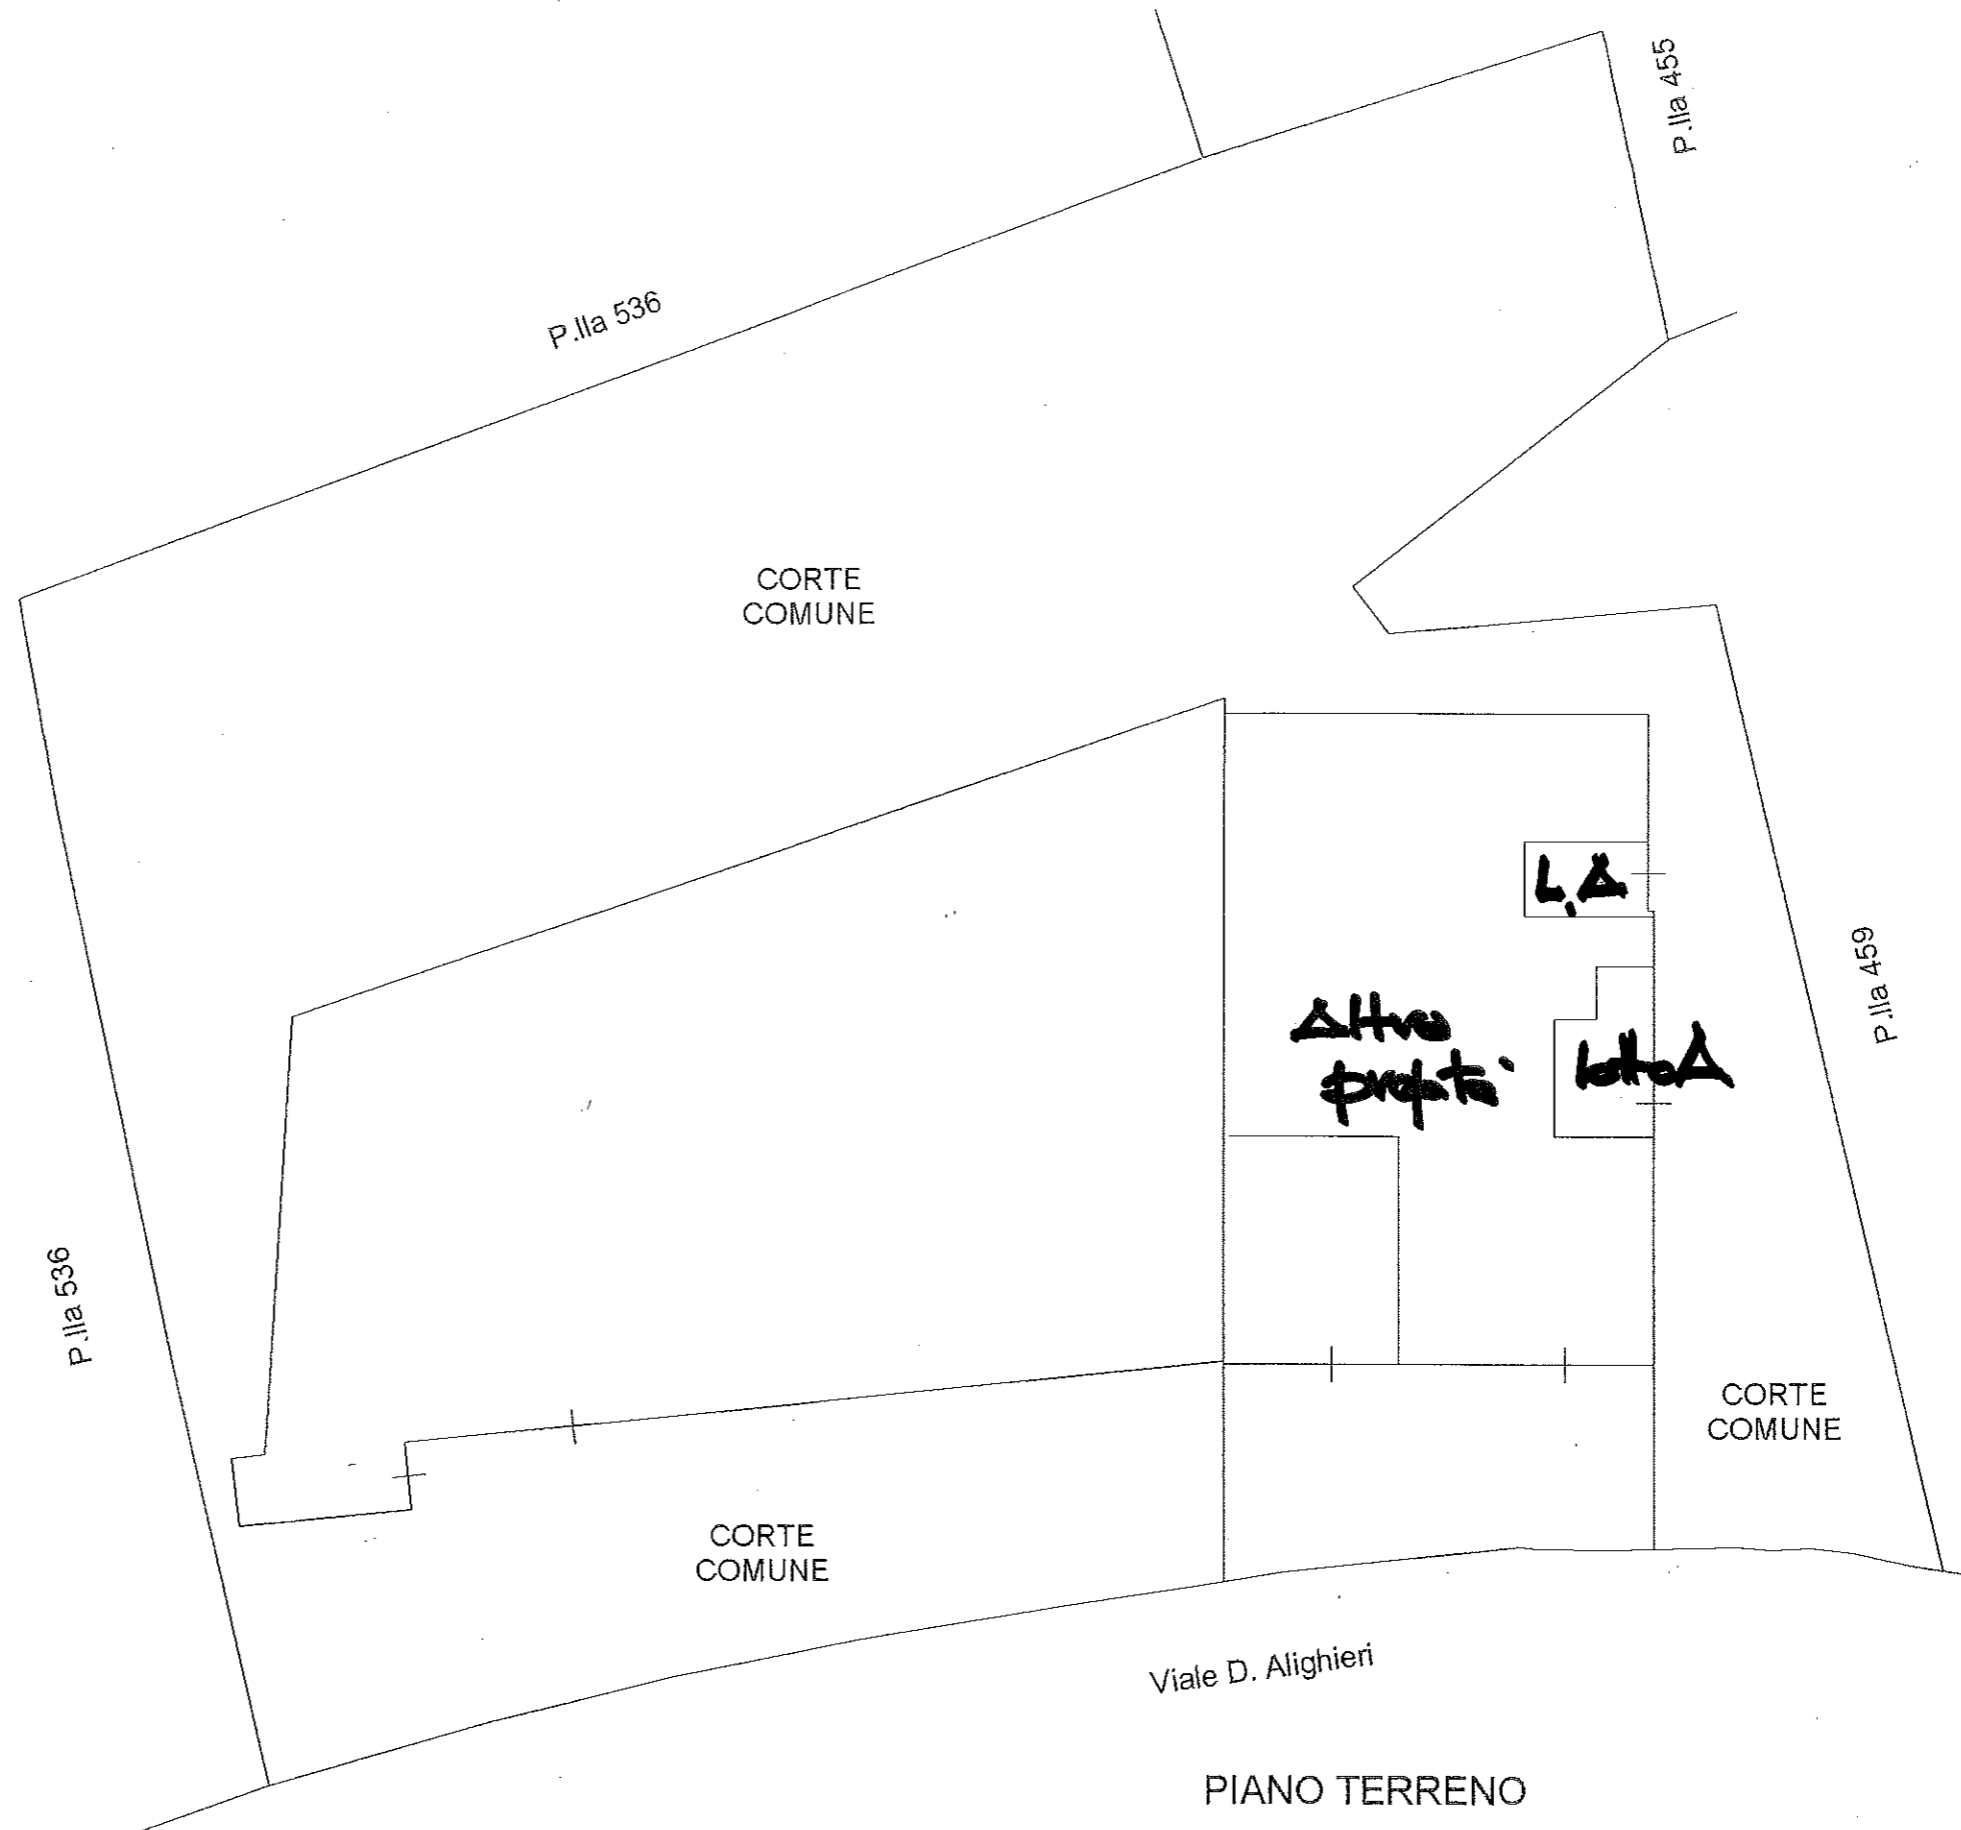 P.lla 455
P.lla 536
CORTE
COMUNE
L.A
P.lla 459
Altra
propetà
lotto A
P.lla 536
CORTE
COMUNE
CORTE
COMUNE
Viale D. Alighieri
PIANO TERRENO